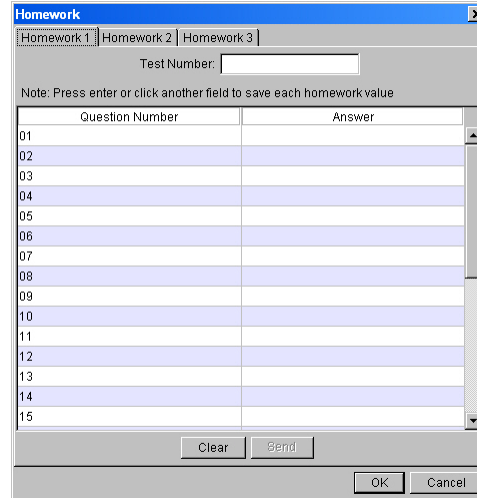 Homework
Homework 1 Homework 2 Homework 3
Test Number:
Note: Press enter or click another field to save each homework value
Question Number Answer
01
02
03
04
05
06
07
08
09
10
11
12
13
14
15
Clear Send
OK Cancel